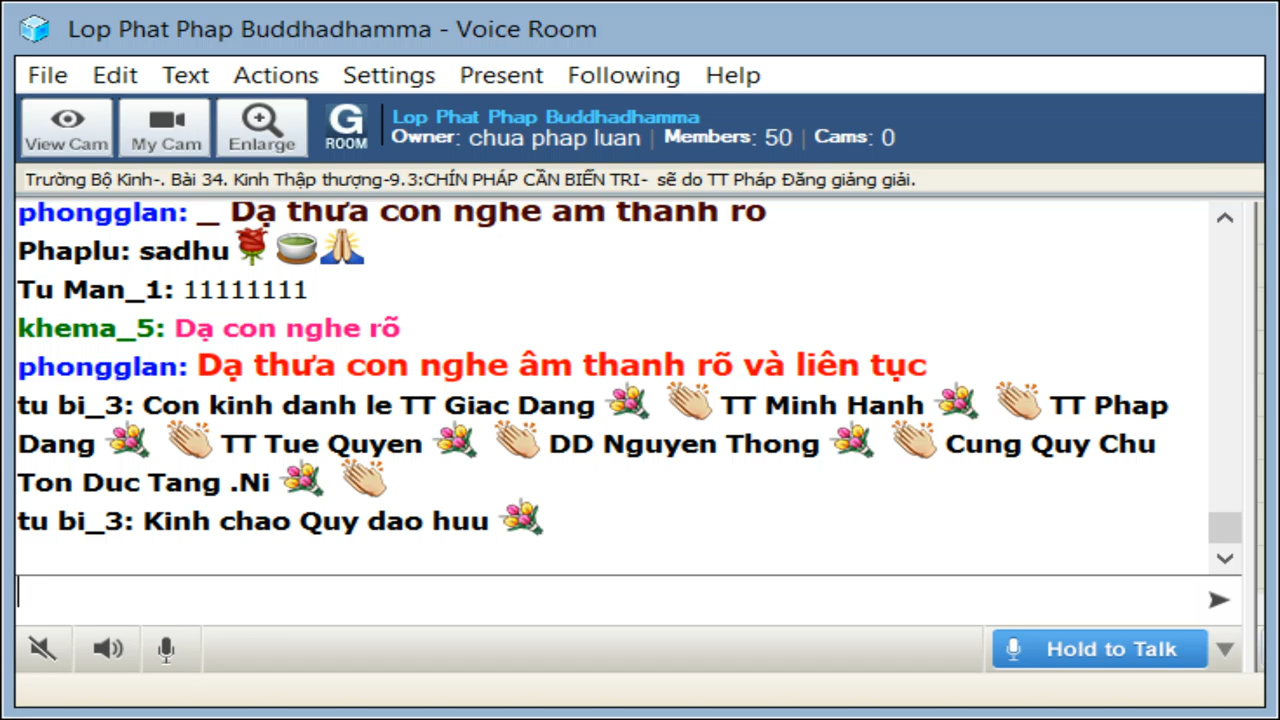 Lop Phat Phap Buddhadhamma - Voice Room
File Edit Text Actions Settings Present Following Help
View Cam My Cam Enlarge G ROOM Lop Phat Phap Buddhadhamma
Owner: chua phap luan | Members: 50 | Cams: 0
Trường Bộ Kinh-. Bài 34. Kinh Thập thượng-9.3:CHÍN PHÁP CẦN BIẾN TRI- sẽ do TT Pháp Đăng giảng giải.
phongglan: _ Dạ thưa con nghe am thanh ro
Phaplu: sadhu
Tu Man_1: 11111111
khema_5: Dạ con nghe rõ
phongglan: Dạ thưa con nghe âm thanh rõ và liên tục
tu bi_3: Con kinh danh le TT Giac Dang TT Minh Hanh TT Phap
Dang TT Tue Quyen DD Nguyen Thong Cung Quy Chu
Ton Duc Tang .Ni
tu bi_3: Kinh chao Quy dao huu
Hold to Talk